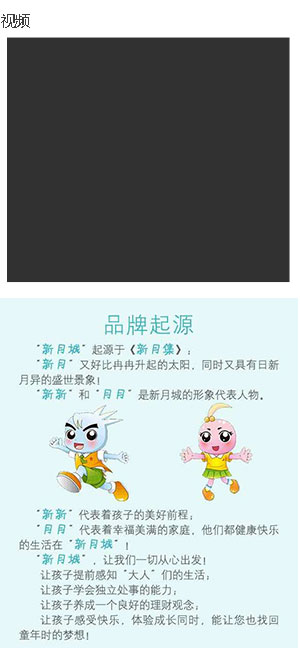 视频
品牌起源
“新月城”起源于《新月集》；
“新月”又好比冉冉升起的太阳，同时又具有日新
月异的盛世景象！
“新新”和“月月”是新月城的形象代表人物。
“新新”代表着孩子的美好前程；
“月月”代表着幸福美满的家庭，他们都健康快乐
的生活在“新月城”！
“新月城”，让我们一切从心出发！
让孩子提前感知“大人”们的生活；
让孩子学会独立处事的能力；
让孩子养成一个良好的理财观念；
让孩子感受快乐，体验成长同时，能让您也找回
童年时的梦想！